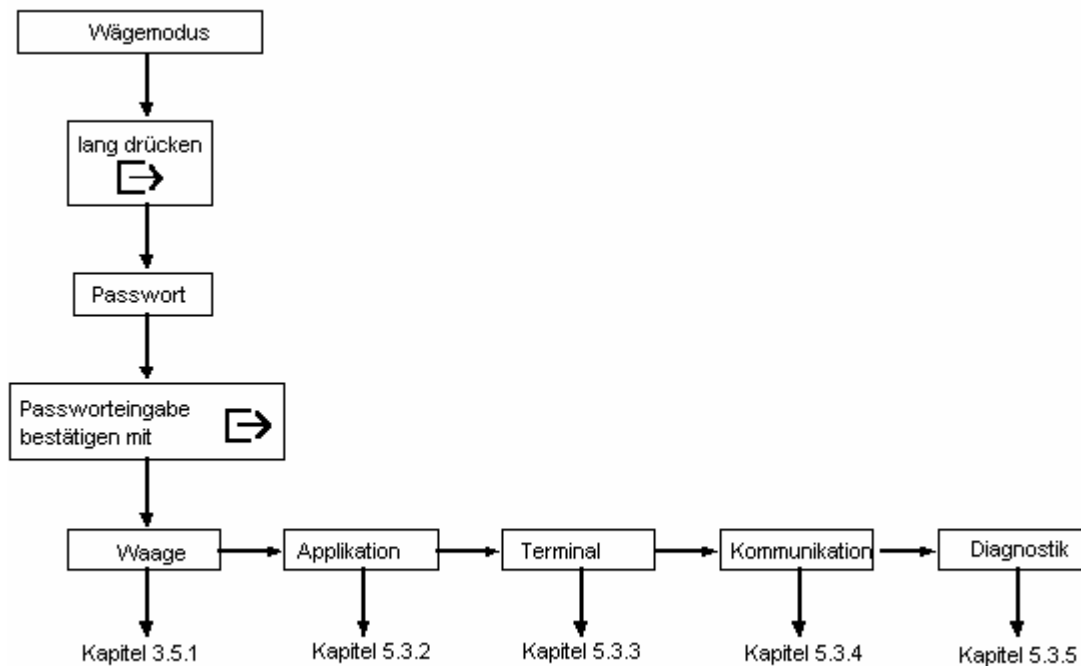 Wägemodus
lang drücken
Passwort
Passworteingabe
bestätigen mit
Waage
Applikation
Terminal
Kommunikation
Diagnostik
Kapitel 3.5.1
Kapitel 5.3.2
Kapitel 5.3.3
Kapitel 5.3.4
Kapitel 5.3.5